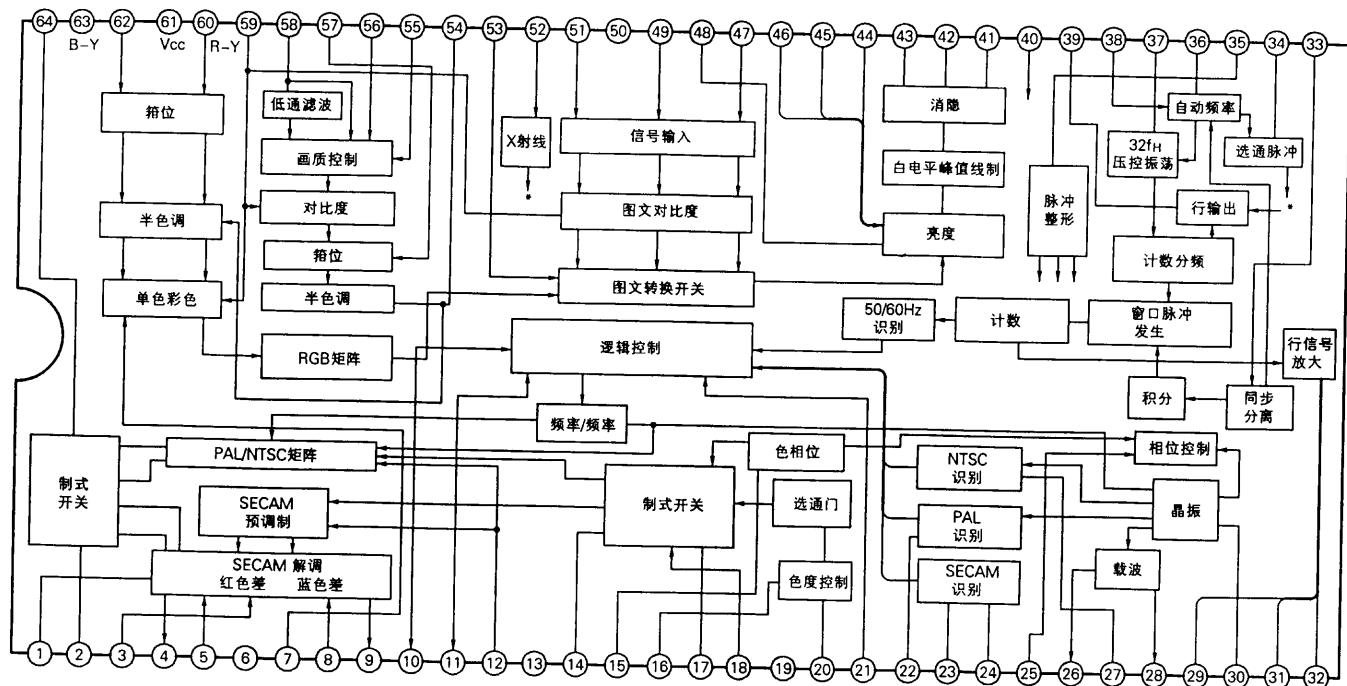 64 63 62 61 60 59 58 57 56 55 54 53 52 51 50 49 48 47 46 45 44 43 42 41 40 39 38 37 36 35 34 33
B-Y Vcc R-Y
箝位
低通滤波
画质控制
对比度
箝位
半色调
半色调
单色彩色
RGB矩阵
X射线
*
信号输入
图文对比度
图文转换开关
消隐
白电平峰值线制
亮度
脉冲
整形
自动频率
32fH
压控振荡
选通脉冲
*
行输出
计数分频
窗口脉冲
发生
计数
50/60Hz
识别
逻辑控制
频率/频率
行信号
放大
积分
同步
分离
制式
开关
PAL/NTSC矩阵
SECAM
预调制
SECAM 解调
红色差 蓝色差
制式开关
色相位
选通门
色度控制
NTSC
识别
PAL
识别
SECAM
识别
相位控制
晶振
载波
1 2 3 4 5 6 7 8 9 10 11 12 13 14 15 16 17 18 19 20 21 22 23 24 25 26 27 28 29 30 31 32